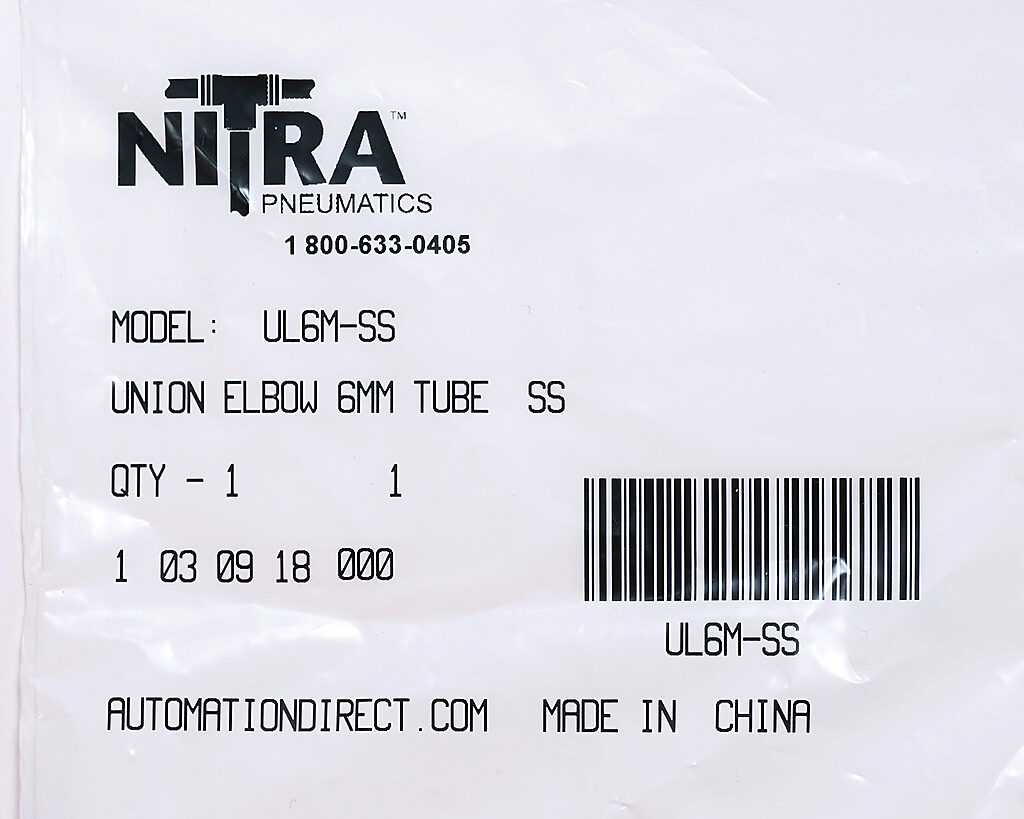 NITRA™
PNEUMATICS
1 800-633-0405
MODEL: UL6M-SS
UNION ELBOW 6MM TUBE SS
QTY - 1 1
1 03 09 18 000
UL6M-SS
AUTOMATIONDIRECT.COM MADE IN CHINA